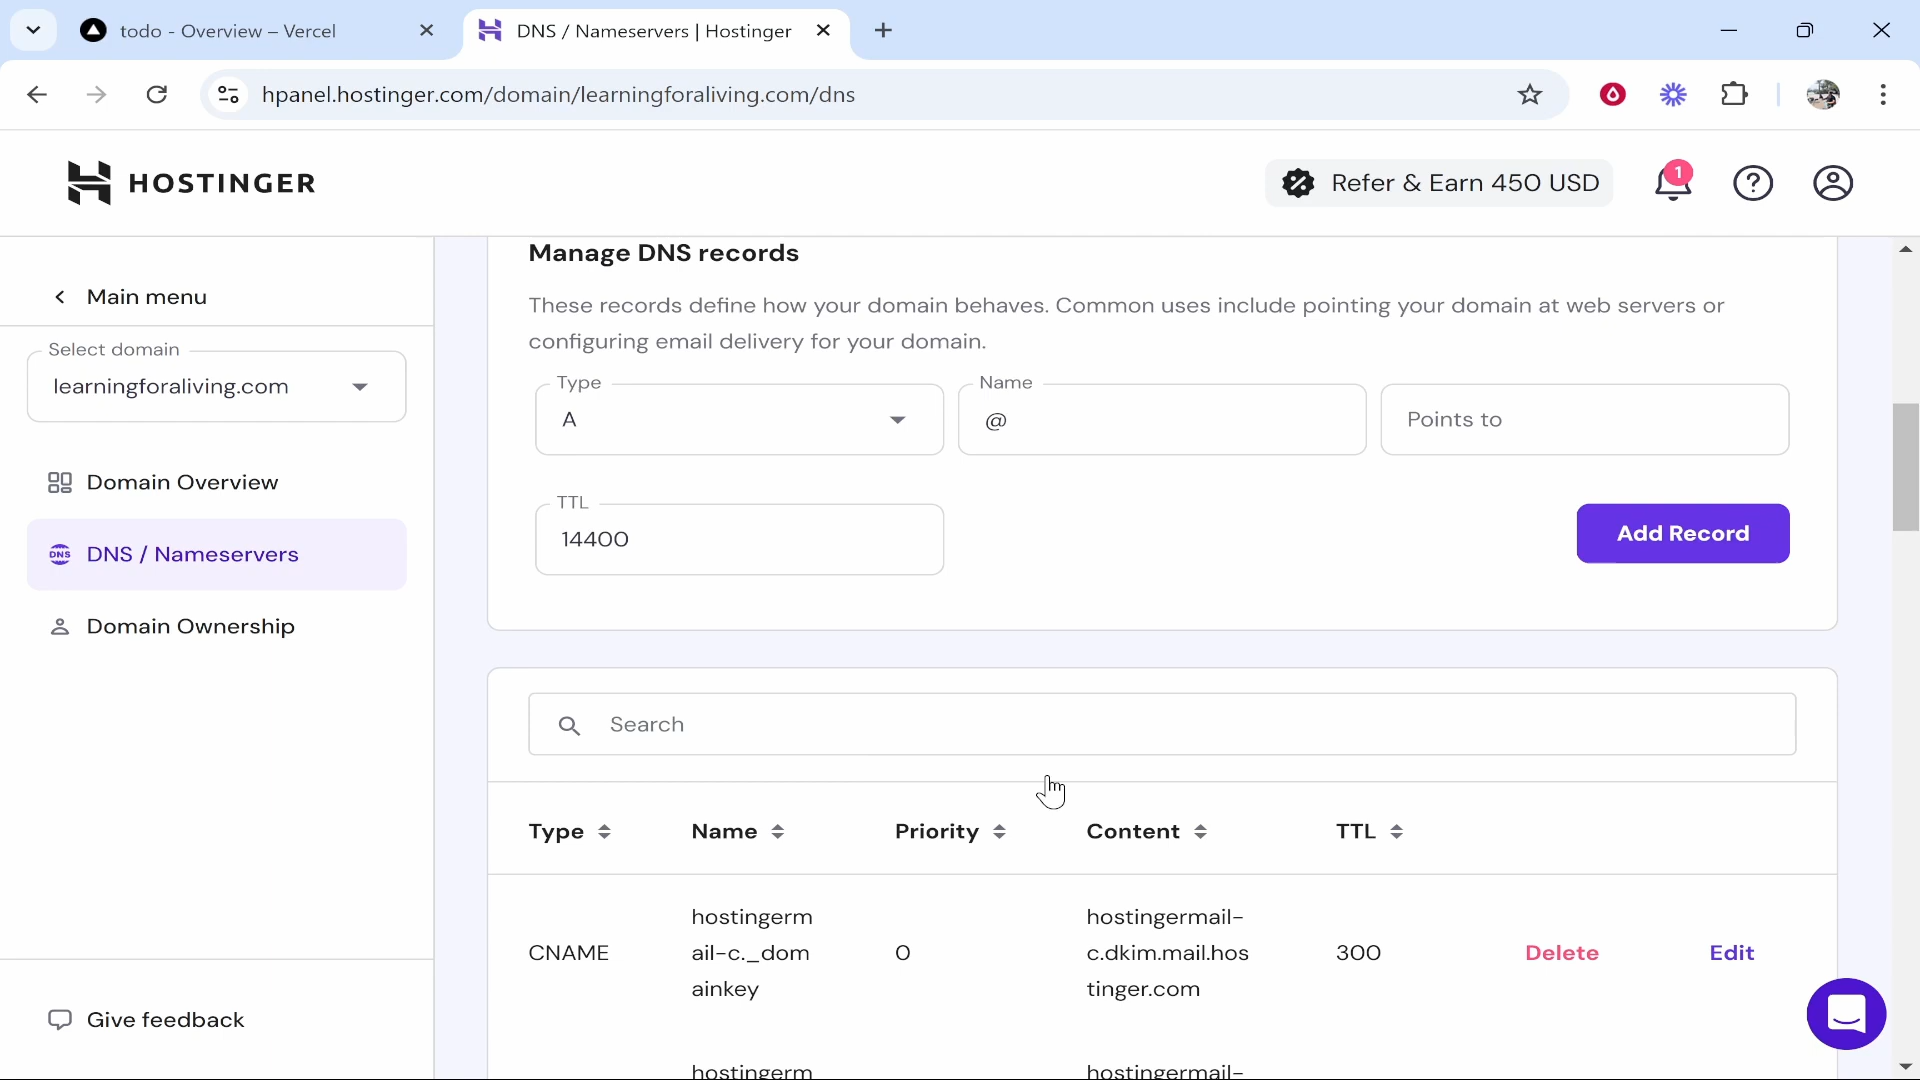 todo - Overview – Vercel
DNS / Nameservers | Hostinger
hpanel.hostinger.com/domain/learningforaliving.com/dns
HOSTINGER
Refer & Earn 450 USD
1
Main menu
Select domain
learningforaliving.com
Domain Overview
DNS
DNS / Nameservers
Domain Ownership
Give feedback
Manage DNS records
These records define how your domain behaves. Common uses include pointing your domain at web servers or
configuring email delivery for your domain.
Type
A
Name
@
Points to
TTL
14400
Add Record
Search
Type Name Priority Content TTL
hostingerm
ail-c._dom
ainkey
CNAME
0
hostingermail-
c.dkim.mail.hos
tinger.com
300
Delete
Edit
hostingerm
hostingermail-